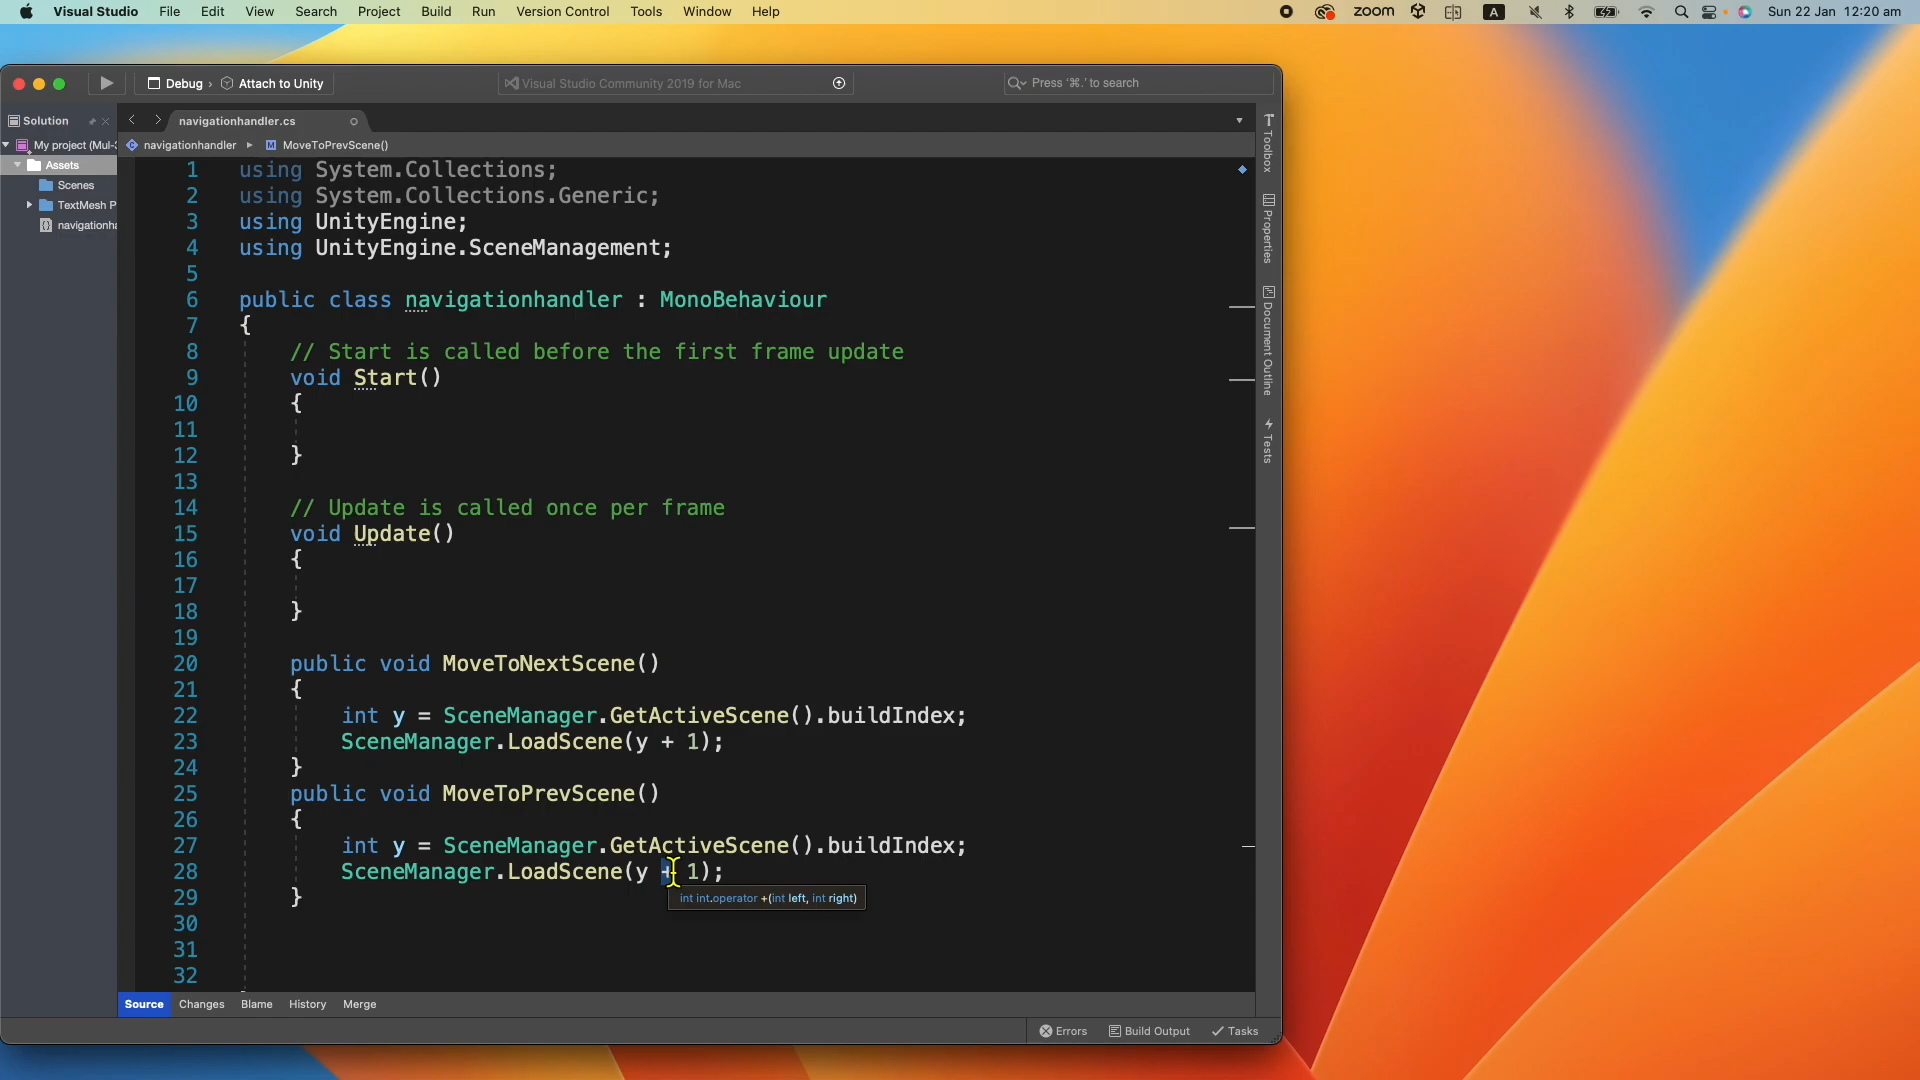 Visual Studio File Edit View Search Project Build Run Version Control Tools Window Help
zoom A Sun 22 Jan 12:20 am
Debug › Attach to Unity
Visual Studio Community 2019 for Mac
Press '⌘.' to search
Solution
navigationhandler.cs
My project (Mul-
navigationhandler MoveToPrevScene()
Assets
Scenes
TextMesh P
navigationha
1 using System.Collections;
2 using System.Collections.Generic;
3 using UnityEngine;
4 using UnityEngine.SceneManagement;
5
6 public class navigationhandler : MonoBehaviour
7 {
8 // Start is called before the first frame update
9 void Start()
10 {
11
12 }
13
14 // Update is called once per frame
15 void Update()
16 {
17
18 }
19
20 public void MoveToNextScene()
21 {
22 int y = SceneManager.GetActiveScene().buildIndex;
23 SceneManager.LoadScene(y + 1);
24 }
25 public void MoveToPrevScene()
26 {
27 int y = SceneManager.GetActiveScene().buildIndex;
28 SceneManager.LoadScene(y + 1);
int int.operator +(int left, int right)
29 }
30
31
32
Toolbox
Properties
Document Outline
Tests
Source Changes Blame History Merge
Errors Build Output Tasks